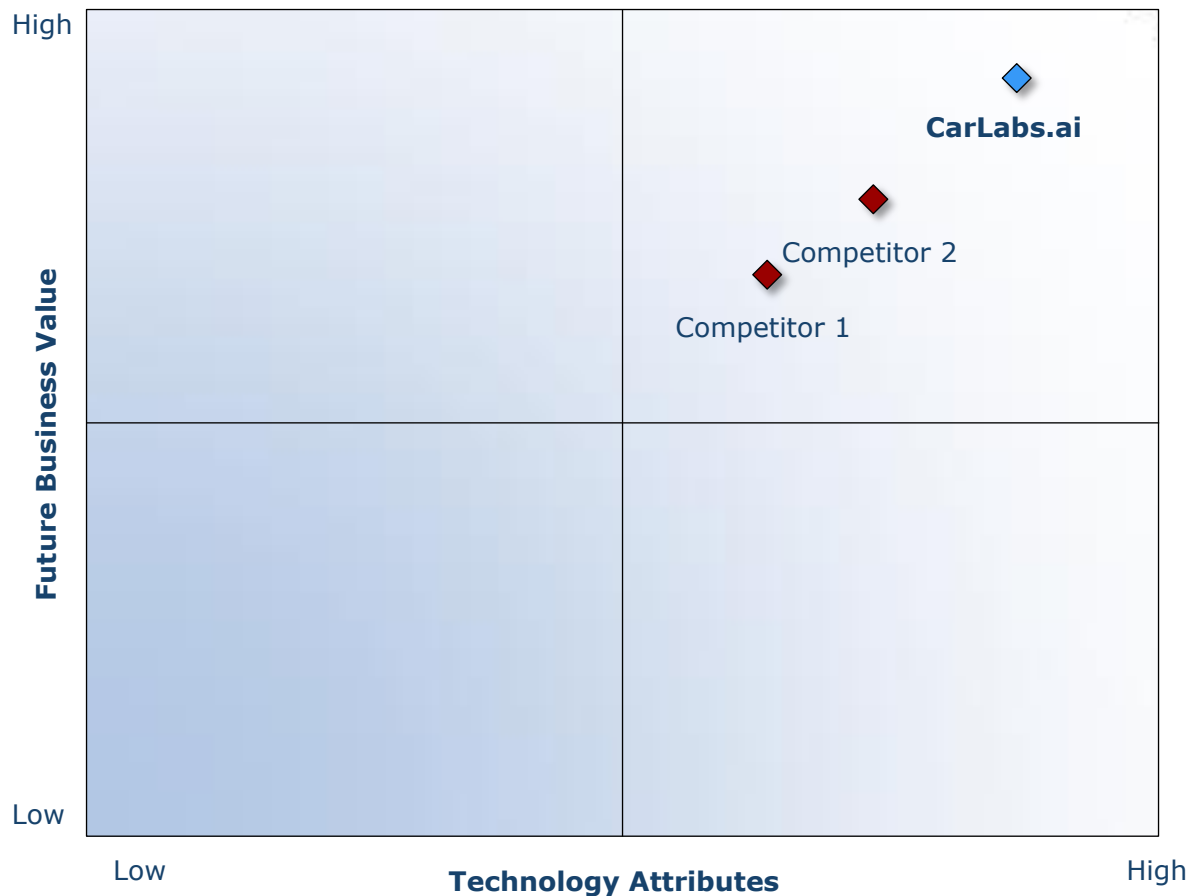 High
CarLabs.ai
Competitor 2
Competitor 1
Future Business Value
Low
Low
Technology Attributes
High